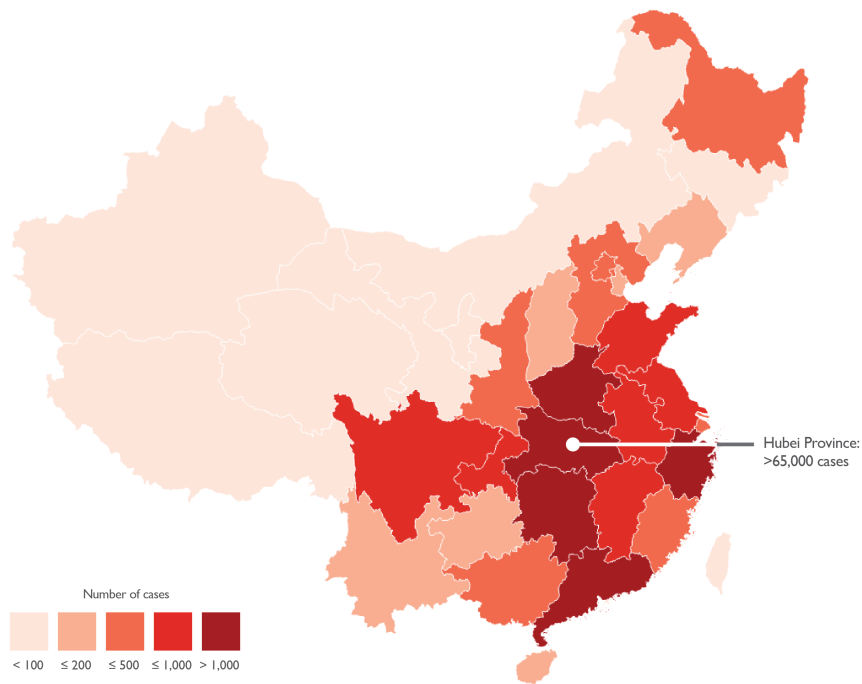 Hubei Province:
>65,000 cases
Number of cases
< 100 ≤ 200 ≤ 500 ≤ 1,000 > 1,000